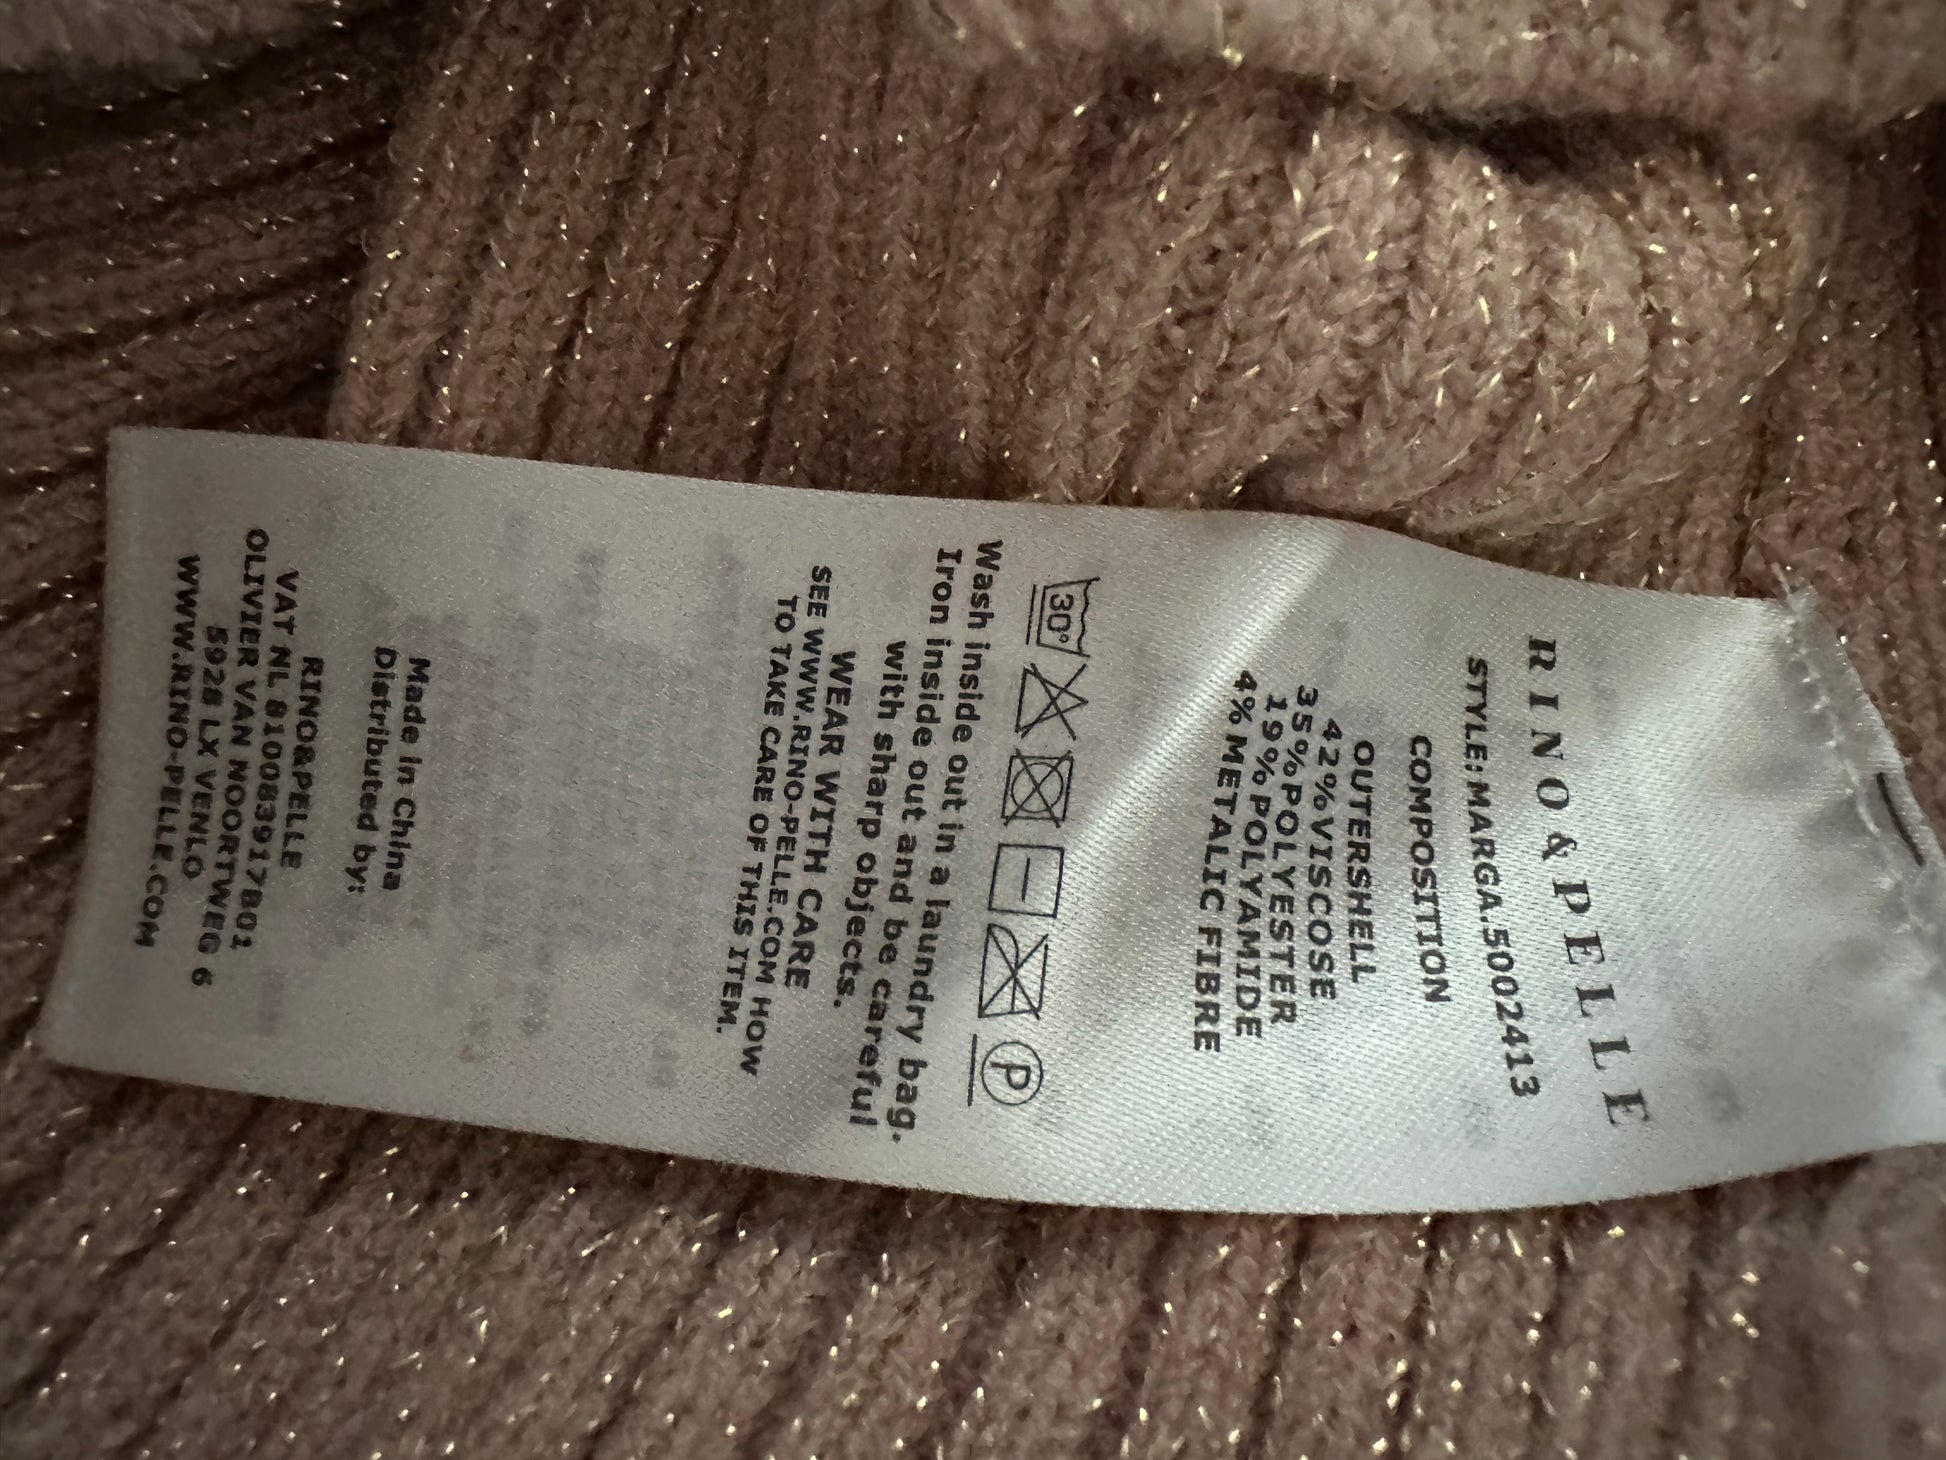 RINO & PELLE
STYLE: MARGA.5002413
COMPOSITION
OUTERSHELL
42% VISCOSE
35% POLYESTER
19% POLYAMIDE
4% METALIC FIBRE
30°
P
Wash inside out in a laundry bag.
Iron inside out and be careful
with sharp objects.
WEAR WITH CARE
SEE WWW.RINO-PELLE.COM HOW
TO TAKE CARE OF THIS ITEM.
Made in China
Distributed by:
RINO&PELLE
VAT NL 810083917B01
OLIVIER VAN NOORTWEG 6
5928 LX VENLO
WWW.RINO-PELLE.COM